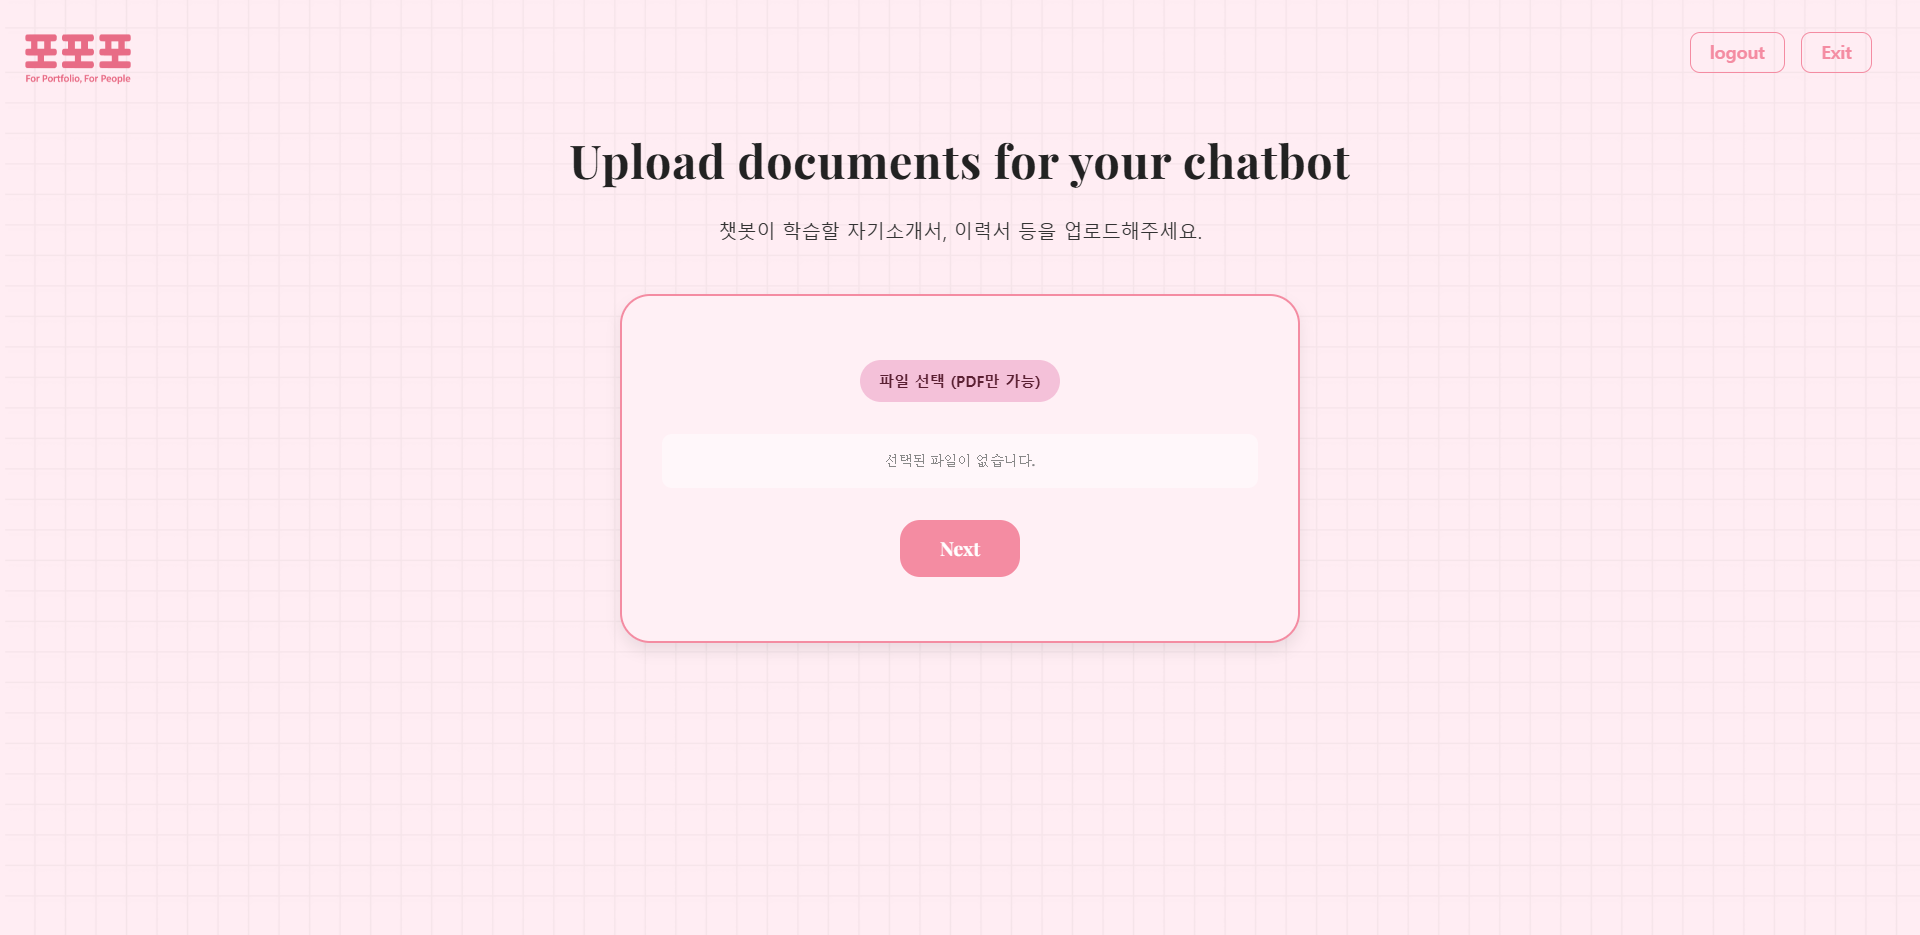 포포포
For Portfolio, For People
logout
Exit
Upload documents for your chatbot
챗봇이 학습할 자기소개서, 이력서 등을 업로드해주세요.
파일 선택 (PDF만 가능)
선택된 파일이 없습니다.
Next